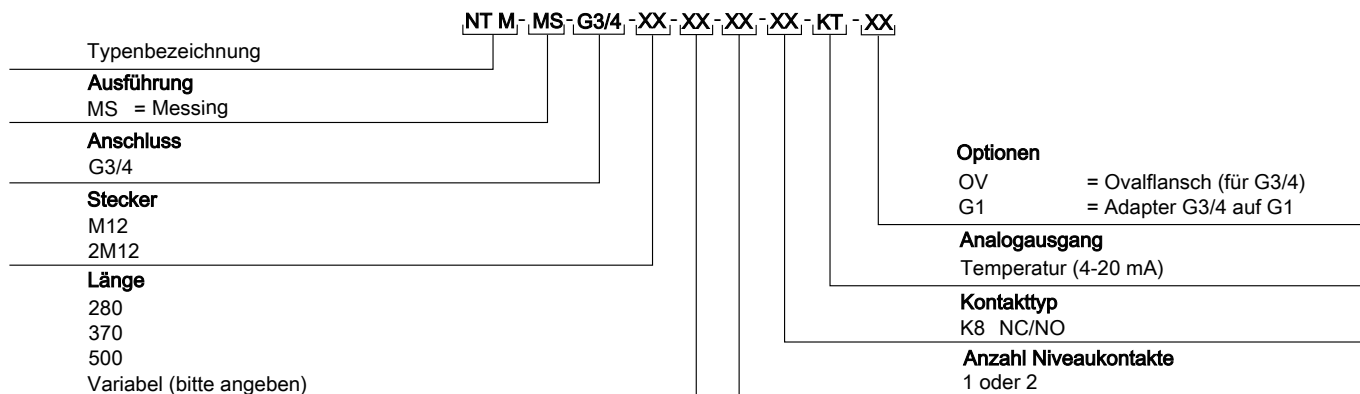 NT M - MS - G3/4 - XX - XX - XX - XX - KT - XX
Typenbezeichnung
Ausführung
MS = Messing
Anschluss
G3/4
Stecker
M12
2M12
Länge
280
370
500
Variabel (bitte angeben)
Optionen
OV = Ovalflansch (für G3/4)
G1 = Adapter G3/4 auf G1
Analogausgang
Temperatur (4-20 mA)
Kontakttyp
K8 NC/NO
Anzahl Niveaukontakte
1 oder 2